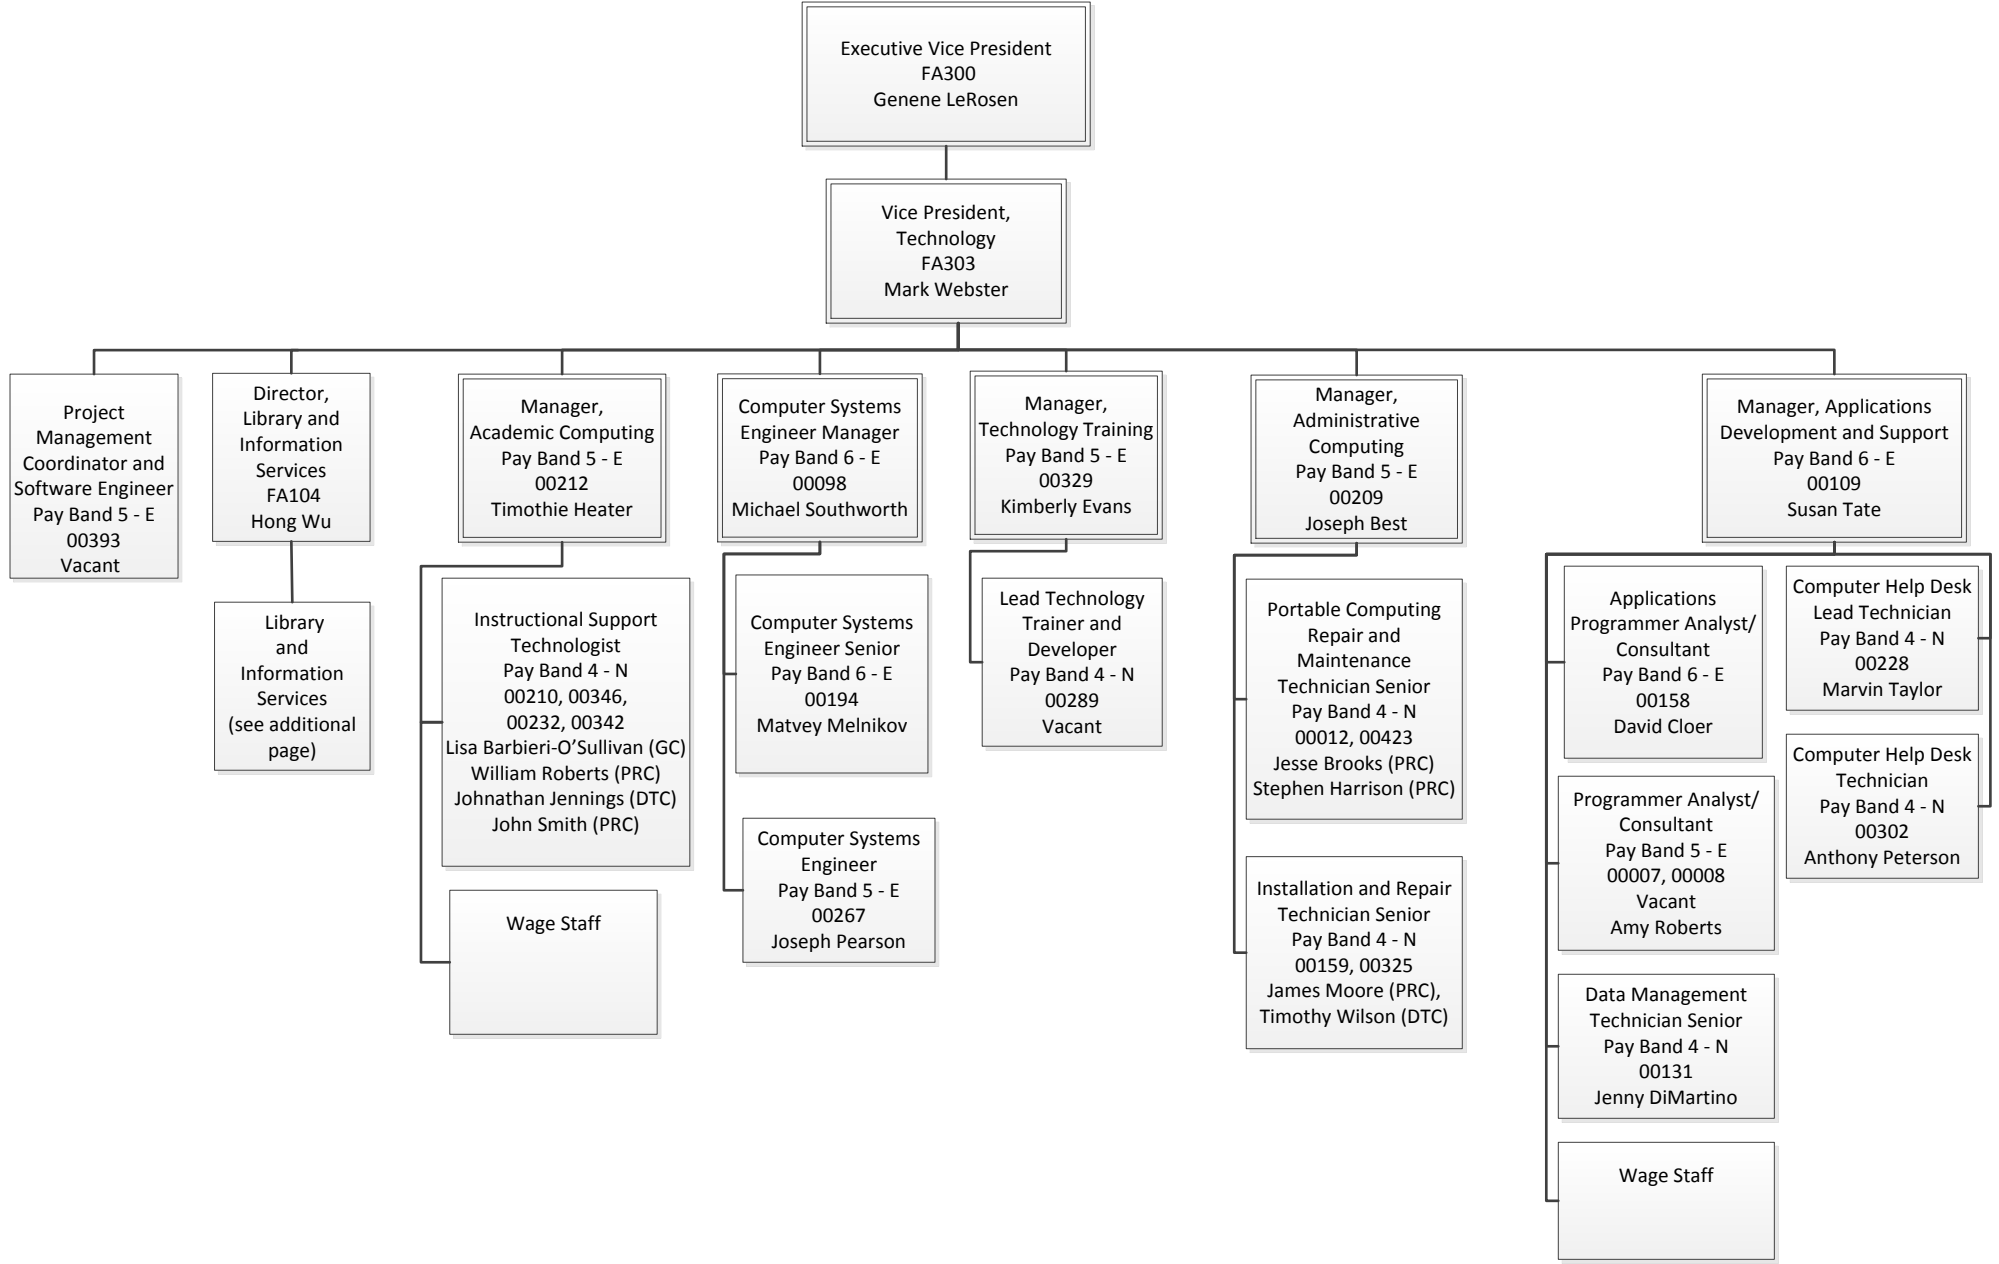 Executive Vice President
FA300
Genene LeRosen
Vice President,
Technology
FA303
Mark Webster
Project
Management
Coordinator and
Software Engineer
Pay Band 5 - E
00393
Vacant
Director,
Library and
Information
Services
FA104
Hong Wu
Library
and
Information
Services
(see additional
page)
Manager,
Academic Computing
Pay Band 5 - E
00212
Timothie Heater
Instructional Support
Technologist
Pay Band 4 - N
00210, 00346,
00232, 00342
Lisa Barbieri-O’Sullivan (GC)
William Roberts (PRC)
Johnathan Jennings (DTC)
John Smith (PRC)
Wage Staff
Computer Systems
Engineer Manager
Pay Band 6 - E
00098
Michael Southworth
Computer Systems
Engineer Senior
Pay Band 6 - E
00194
Matvey Melnikov
Computer Systems
Engineer
Pay Band 5 - E
00267
Joseph Pearson
Manager,
Technology Training
Pay Band 5 - E
00329
Kimberly Evans
Lead Technology
Trainer and
Developer
Pay Band 4 - N
00289
Vacant
Manager,
Administrative
Computing
Pay Band 5 - E
00209
Joseph Best
Portable Computing
Repair and
Maintenance
Technician Senior
Pay Band 4 - N
00012, 00423
Jesse Brooks (PRC)
Stephen Harrison (PRC)
Installation and Repair
Technician Senior
Pay Band 4 - N
00159, 00325
James Moore (PRC),
Timothy Wilson (DTC)
Manager, Applications
Development and Support
Pay Band 6 - E
00109
Susan Tate
Applications
Programmer Analyst/
Consultant
Pay Band 6 - E
00158
David Cloer
Programmer Analyst/
Consultant
Pay Band 5 - E
00007, 00008
Vacant
Amy Roberts
Data Management
Technician Senior
Pay Band 4 - N
00131
Jenny DiMartino
Wage Staff
Computer Help Desk
Lead Technician
Pay Band 4 - N
00228
Marvin Taylor
Computer Help Desk
Technician
Pay Band 4 - N
00302
Anthony Peterson